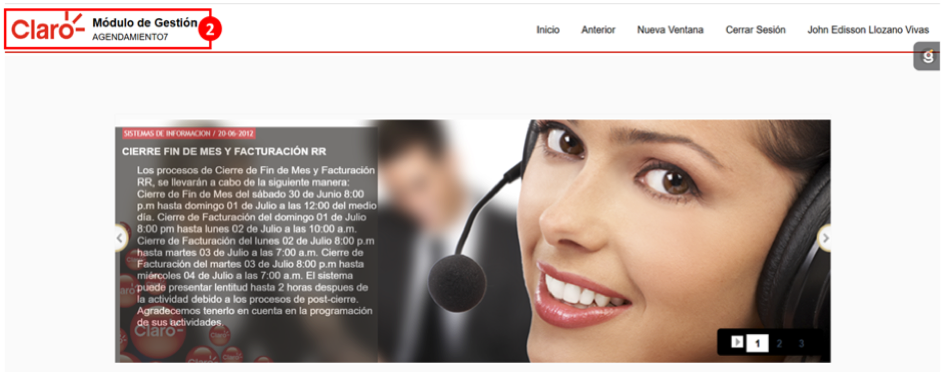 Claro-
Módulo de Gestión
AGENDAMIENTO7
2
Inicio Anterior Nueva Ventana Cerrar Sesión John Edisson Llozano Vivas
g
SISTEMAS DE INFORMACION / 20-06-2012
CIERRE FIN DE MES Y FACTURACIÓN RR
Los procesos de Cierre de Fin de Mes y Facturación
RR, se llevarán a cabo de la siguiente manera:
Cierre de Fin de Mes del sábado 30 de Junio 8:00
p.m hasta domingo 01 de Julio a las 12:00 del medio
día. Cierre de Facturación del domingo 01 de Julio
8:00 pm hasta lunes 02 de Julio a las 10:00 a.m.
Cierre de Facturación del lunes 02 de Julio 8:00 p.m
hasta martes 03 de Julio a las 7:00 a.m. Cierre de
Facturación del martes 03 de Julio 8:00 p.m hasta
miércoles 04 de Julio a las 7:00 a.m. El sistema
puede presentar lentitud hasta 2 horas despues de
la actividad debido a los procesos de post-cierre.
Agradecemos tenerlo en cuenta en la programación
de sus actividades
Claro-
1 2 3